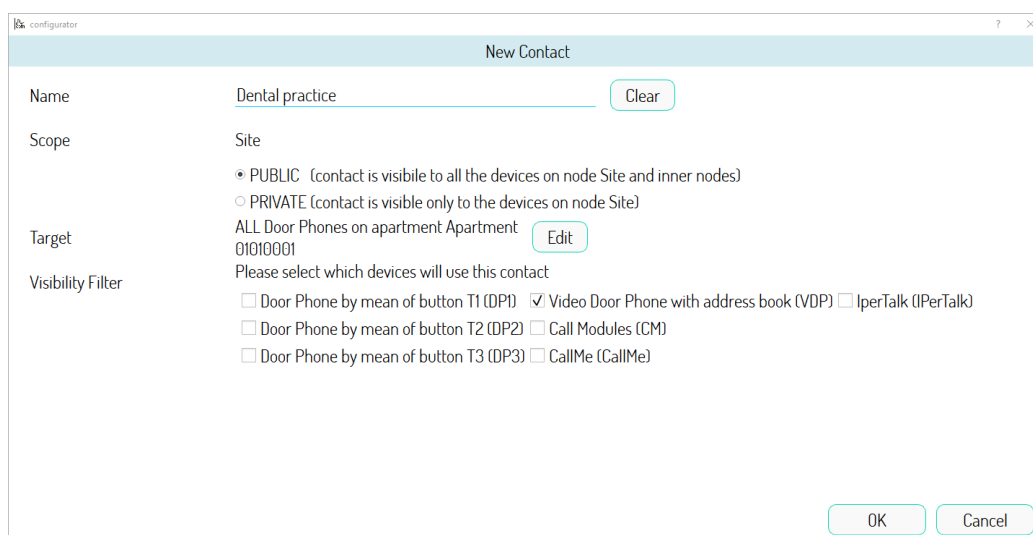 configurator ?
New Contact
Name Dental practice Clear
Scope Site
PUBLIC (contact is visibile to all the devices on node Site and inner nodes)
PRIVATE (contact is visible only to the devices on node Site)
Target ALL Door Phones on apartment Apartment
01010001 Edit
Visibility Filter Please select which devices will use this contact
Door Phone by mean of button T1 (DP1) Video Door Phone with address book (VDP) IperTalk (IPerTalk)
Door Phone by mean of button T2 (DP2) Call Modules (CM)
Door Phone by mean of button T3 (DP3) CallMe (CallMe)
OK Cancel